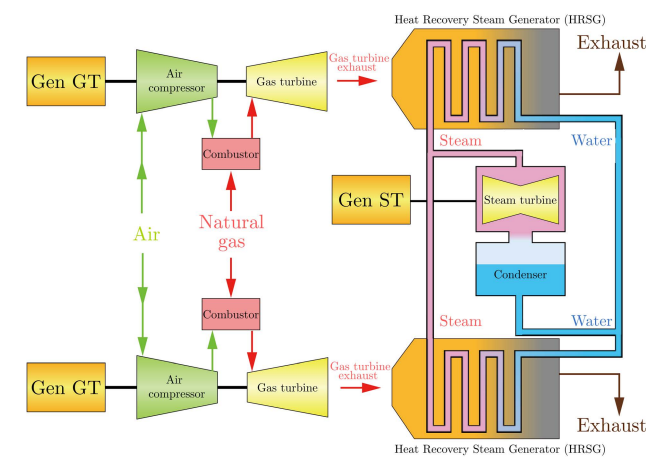 Heat Recovery Steam Generator (HRSG)
Exhaust
Gen GT
Air
compressor
Gas turbine
Gas turbine
exhaust
Combustor
Steam
Water
Gen ST
Steam turbine
Air
Natural
gas
Condenser
Combustor
Steam
Water
Gen GT
Air
compressor
Gas turbine
Gas turbine
exhaust
Exhaust
Heat Recovery Steam Generator (HRSG)